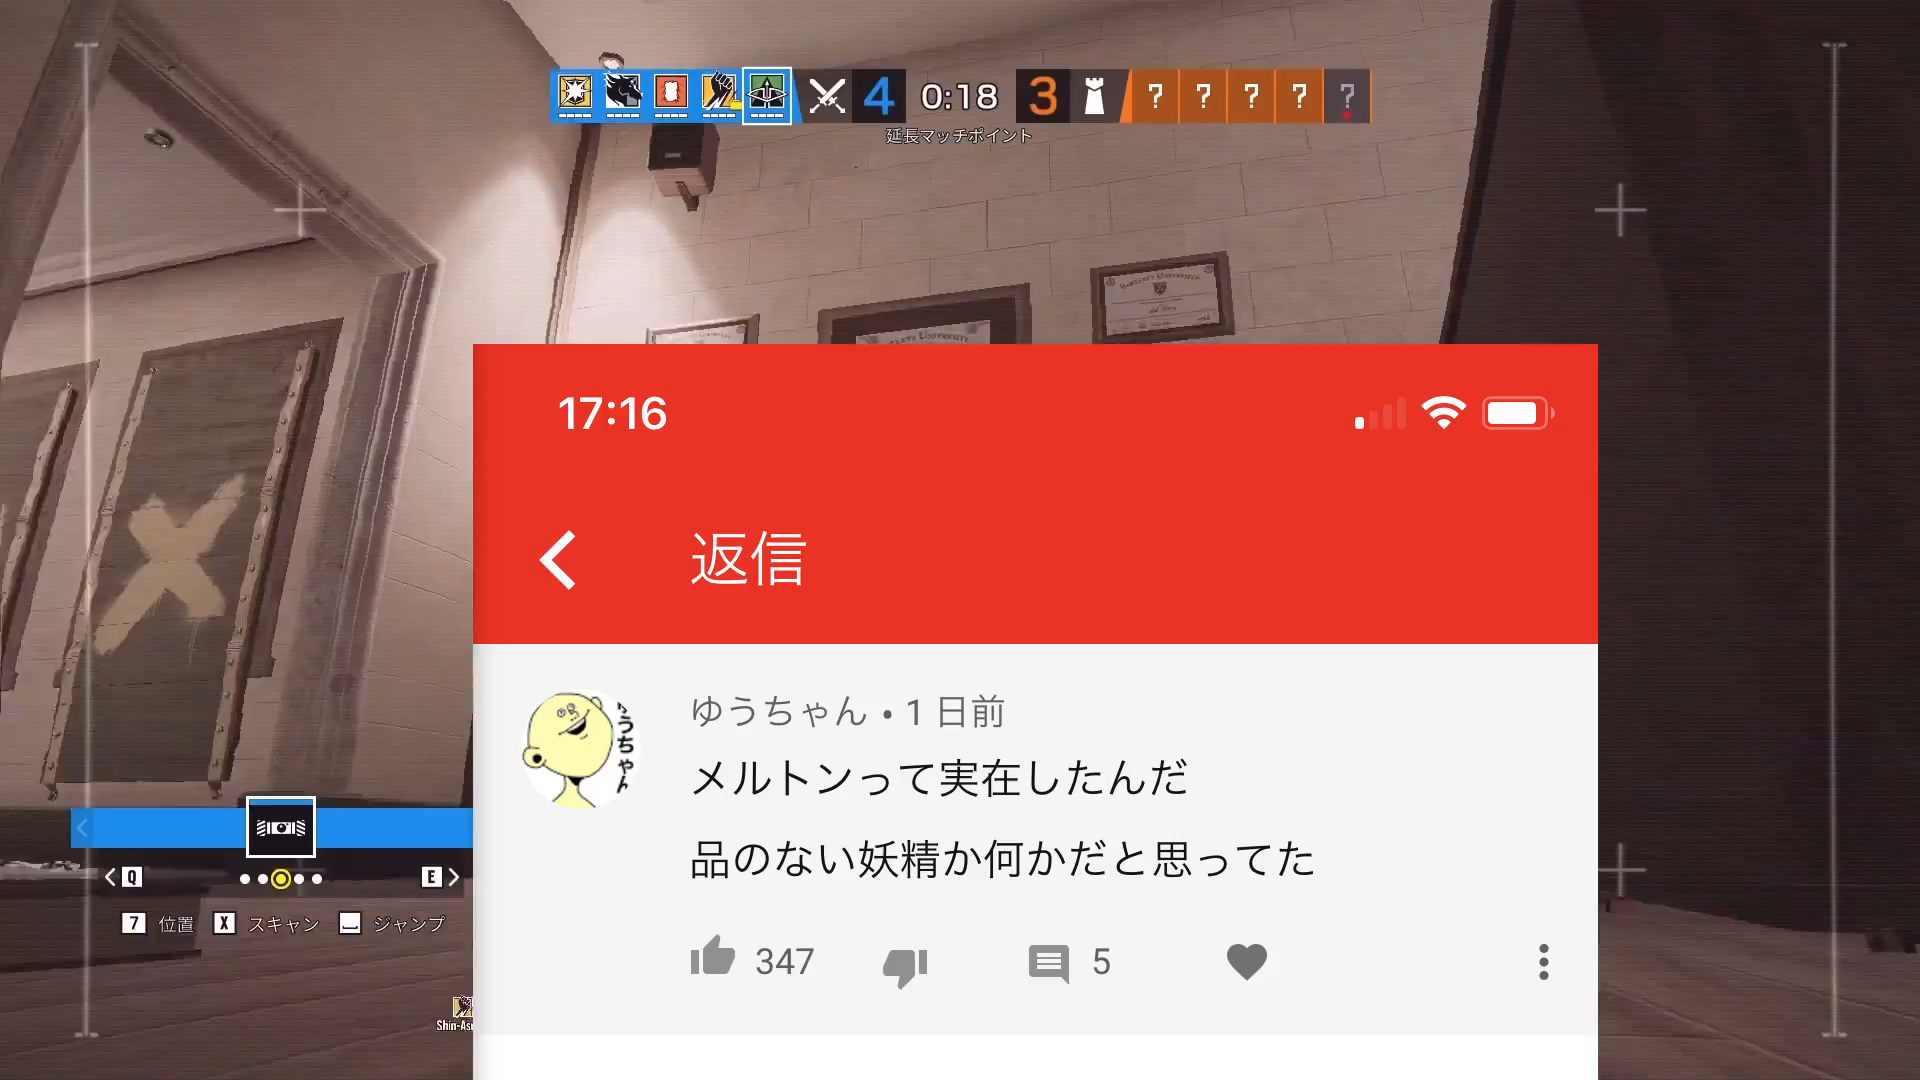 4 0:18 3 ? ? ? ? ?
延長マッチポイント
17:16
返信
ゆうちゃん • 1 日前
メルトンって実在したんだ
品のない妖精か何かだと思ってた
347 5
ゆうちゃん
Q E
7 位置 X スキャン ジャンプ